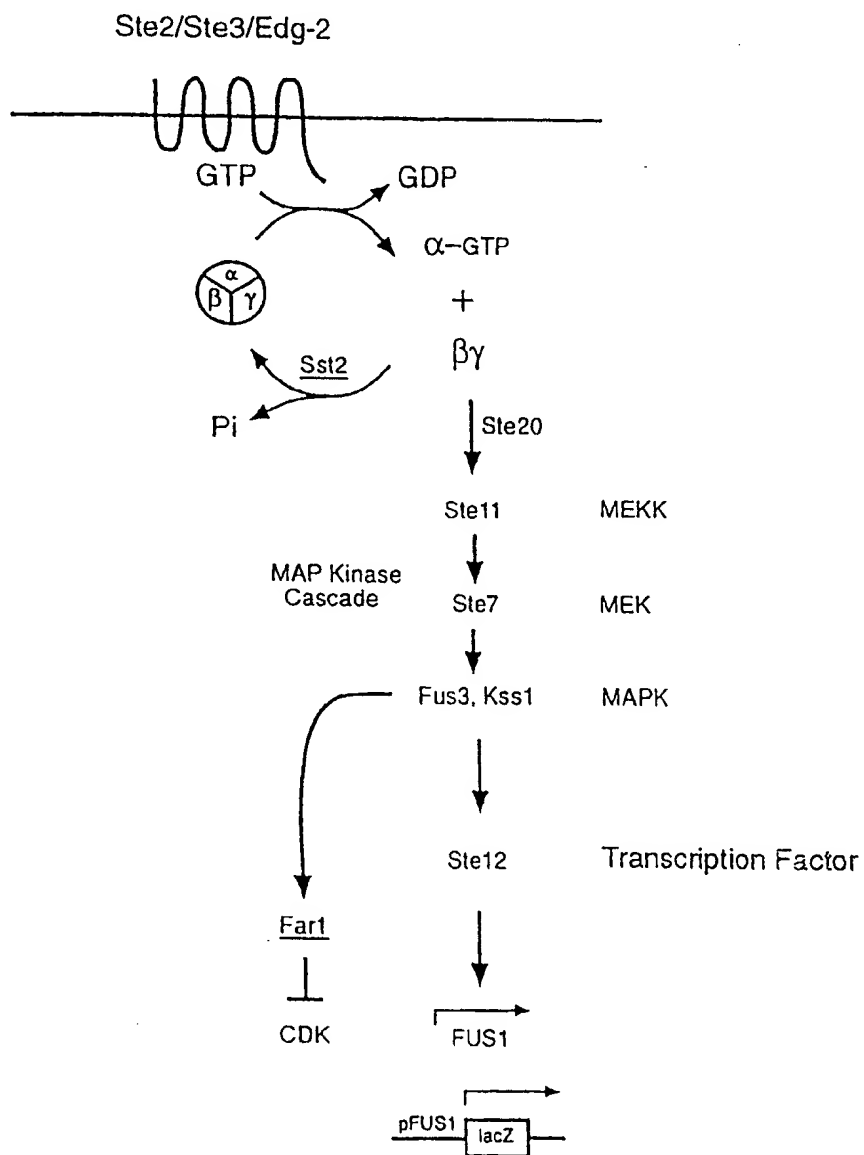 Ste2/Ste3/Edg-2
GTP
GDP
α-GTP
α
β
γ
+
βγ
Sst2
Pi
Ste20
Ste11
MEKK
MAP Kinase
Cascade
Ste7
MEK
Fus3, Kss1
MAPK
Ste12
Transcription Factor
Far1
CDK
FUS1
pFUS1
lacZ